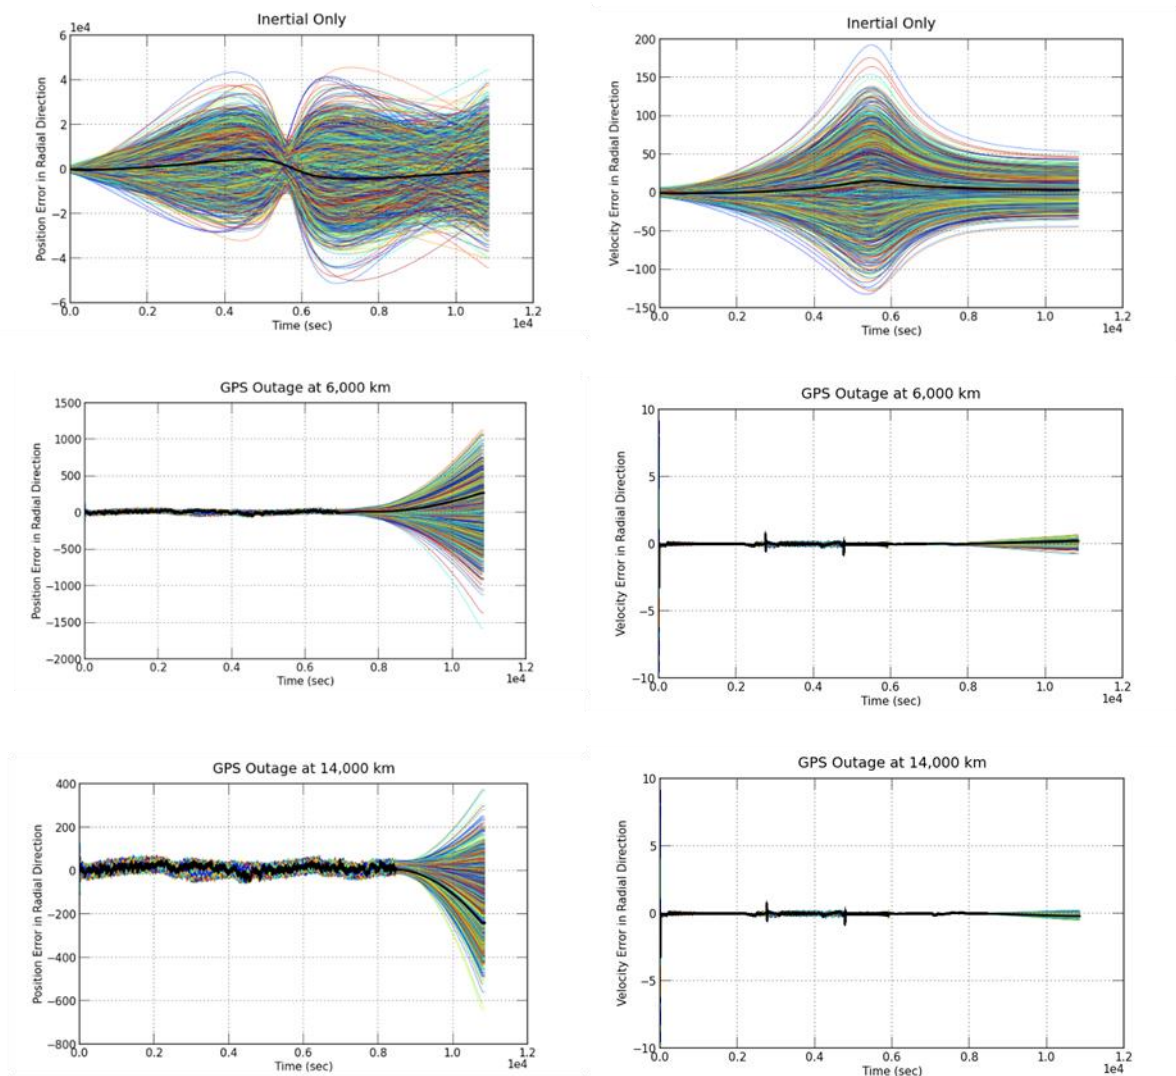 Inertial Only
1e4
Position Error in Radial Direction
6
4
2
0
−2
−4
−6
0.0 0.2 0.4 0.6 0.8 1.0 1.2
Time (sec)
1e4
Inertial Only
Velocity Error in Radial Direction
200
150
100
50
0
−50
−100
−150
0.0 0.2 0.4 0.6 0.8 1.0 1.2
Time (sec)
1e4
GPS Outage at 6,000 km
Position Error in Radial Direction
1500
1000
500
0
−500
−1000
−1500
−2000
0.0 0.2 0.4 0.6 0.8 1.0 1.2
Time (sec)
1e4
GPS Outage at 6,000 km
Velocity Error in Radial Direction
10
5
0
−5
−10
0.0 0.2 0.4 0.6 0.8 1.0 1.2
Time (sec)
1e4
GPS Outage at 14,000 km
Position Error in Radial Direction
400
200
0
−200
−400
−600
−800
0.0 0.2 0.4 0.6 0.8 1.0 1.2
Time (sec)
1e4
GPS Outage at 14,000 km
Velocity Error in Radial Direction
10
5
0
−5
−10
0.0 0.2 0.4 0.6 0.8 1.0 1.2
Time (sec)
1e4